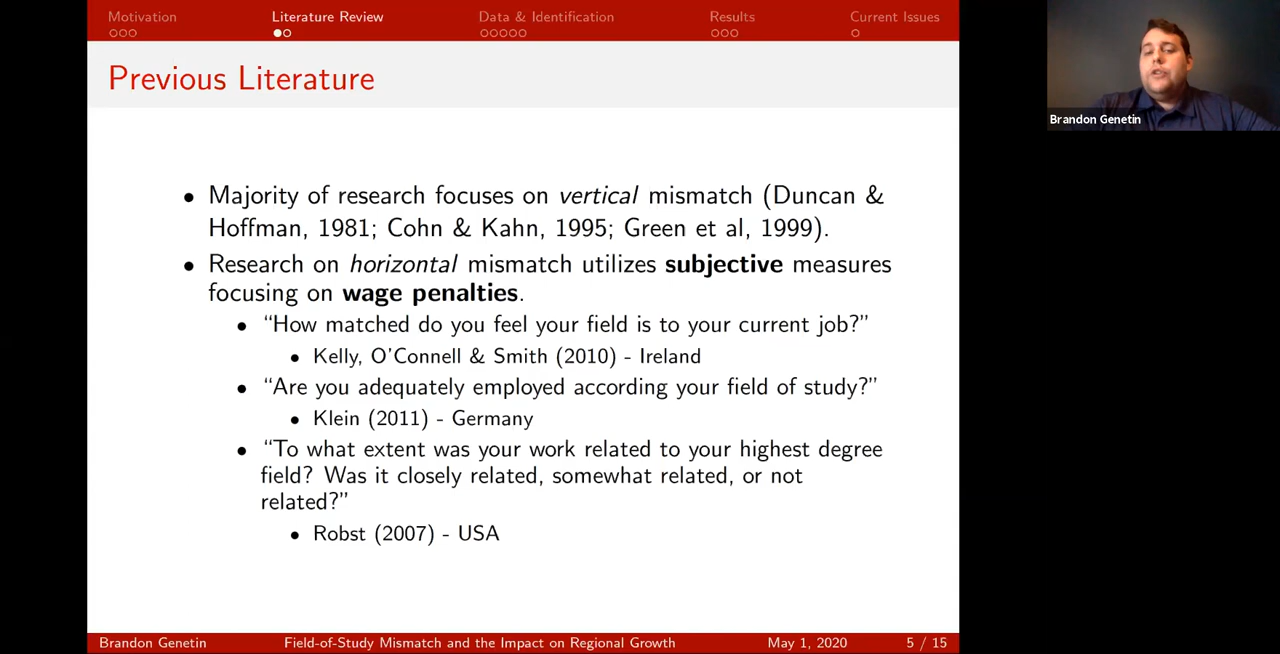 Motivation Literature Review Data & Identification Results Current Issues
Previous Literature
Brandon Genetin
• Majority of research focuses on vertical mismatch (Duncan &
Hoffman, 1981; Cohn & Kahn, 1995; Green et al, 1999).
• Research on horizontal mismatch utilizes subjective measures
focusing on wage penalties.
• “How matched do you feel your field is to your current job?”
• Kelly, O'Connell & Smith (2010) - Ireland
• “Are you adequately employed according your field of study?”
• Klein (2011) - Germany
• “To what extent was your work related to your highest degree
field? Was it closely related, somewhat related, or not
related?”
• Robst (2007) - USA
Brandon Genetin Field-of-Study Mismatch and the Impact on Regional Growth May 1, 2020 5 / 15